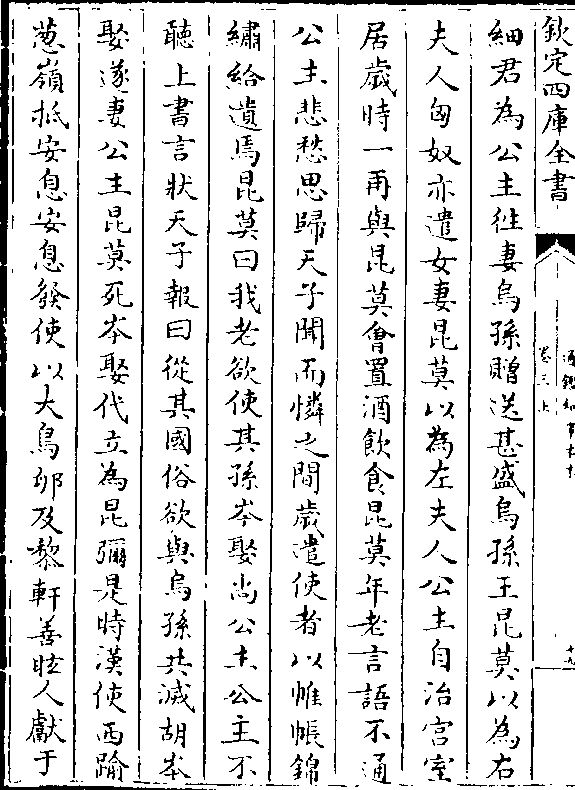 欽定四庫全書
卷三上
十九
細君為公主徃妻烏孫贈送甚盛烏孫王昆莫以為右
夫人匈奴亦遣女妻昆莫以為左夫人公主自治宮室
居歲時一再與昆莫會置酒飲食昆莫年老言語不通
公主悲愁思歸天子聞而憐之間歲遣使者以帷帳錦
繡給遺焉昆莫曰我老欲使其孫岑娶尚公主公主不
聽上書言狀天子報曰從其國俗欲與烏孫共滅胡岑
娶遂妻公主昆莫死岑娶代立為昆彌是時漢使西踰
葱嶺抵安息安息發使以大鳥卵及黎軒善眩人獻于